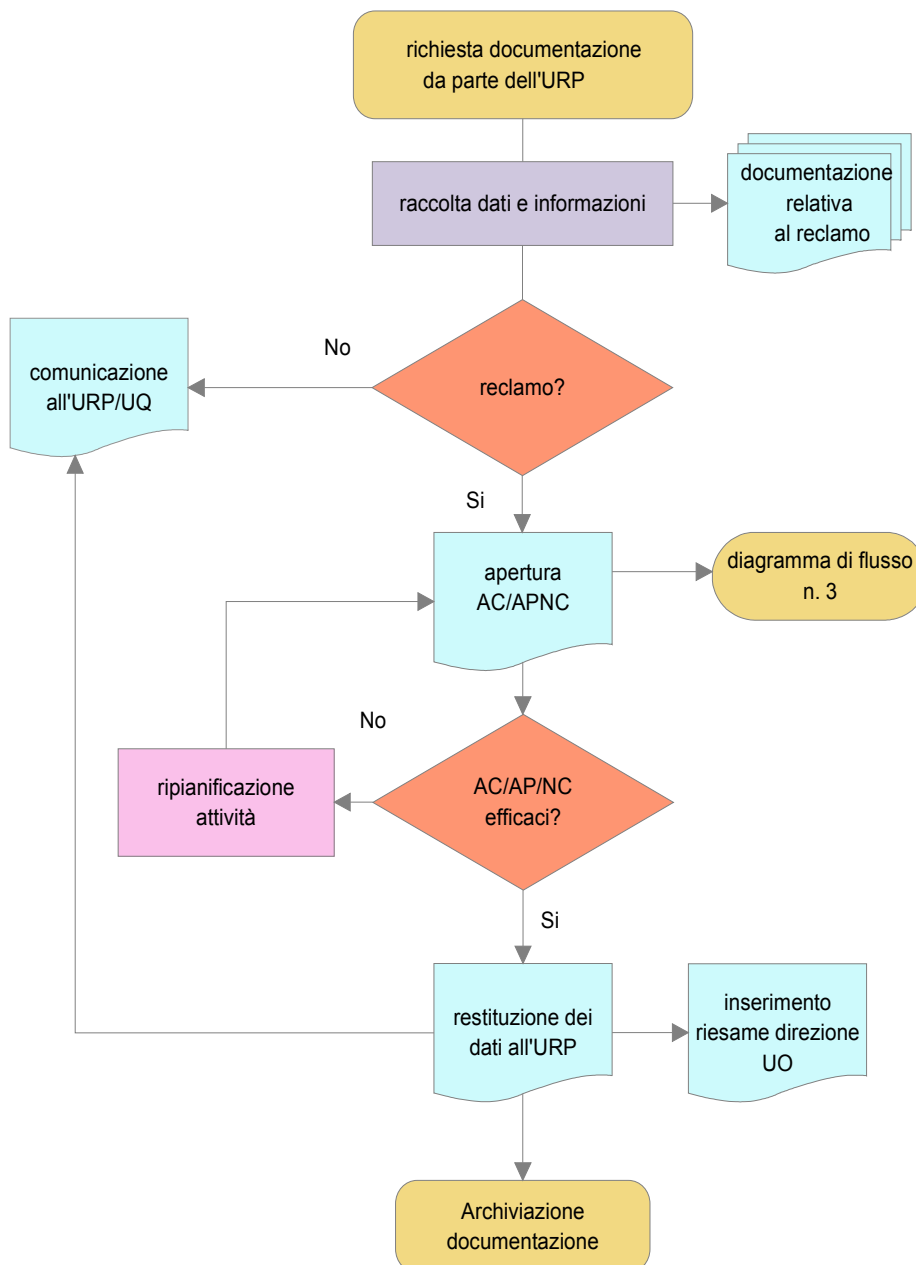 richiesta documentazione
da parte dell'URP
raccolta dati e informazioni
documentazione
relativa
al reclamo
No
comunicazione
all'URP/UQ
reclamo?
Si
apertura
AC/APNC
diagramma di flusso
n. 3
No
ripianificazione
attività
AC/AP/NC
efficaci?
Si
restituzione dei
dati all'URP
inserimento
riesame direzione
UO
Archiviazione
documentazione